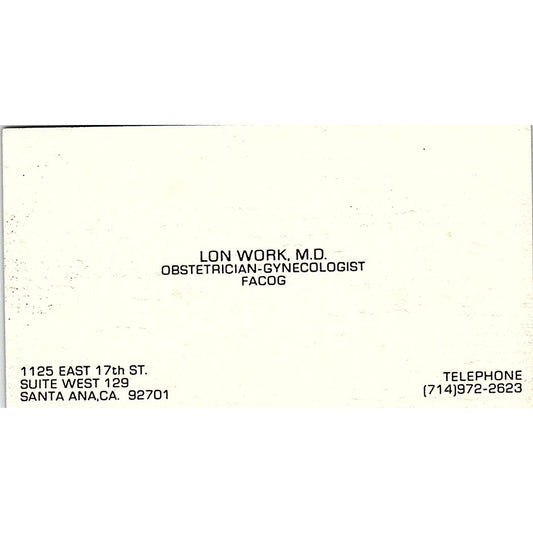 LON WORK, M.D.
OBSTETRICIAN-GYNECOLOGIST
FACOG
1125 EAST 17th ST.
SUITE WEST 129
SANTA ANA,CA. 92701
TELEPHONE
(714)972-2623